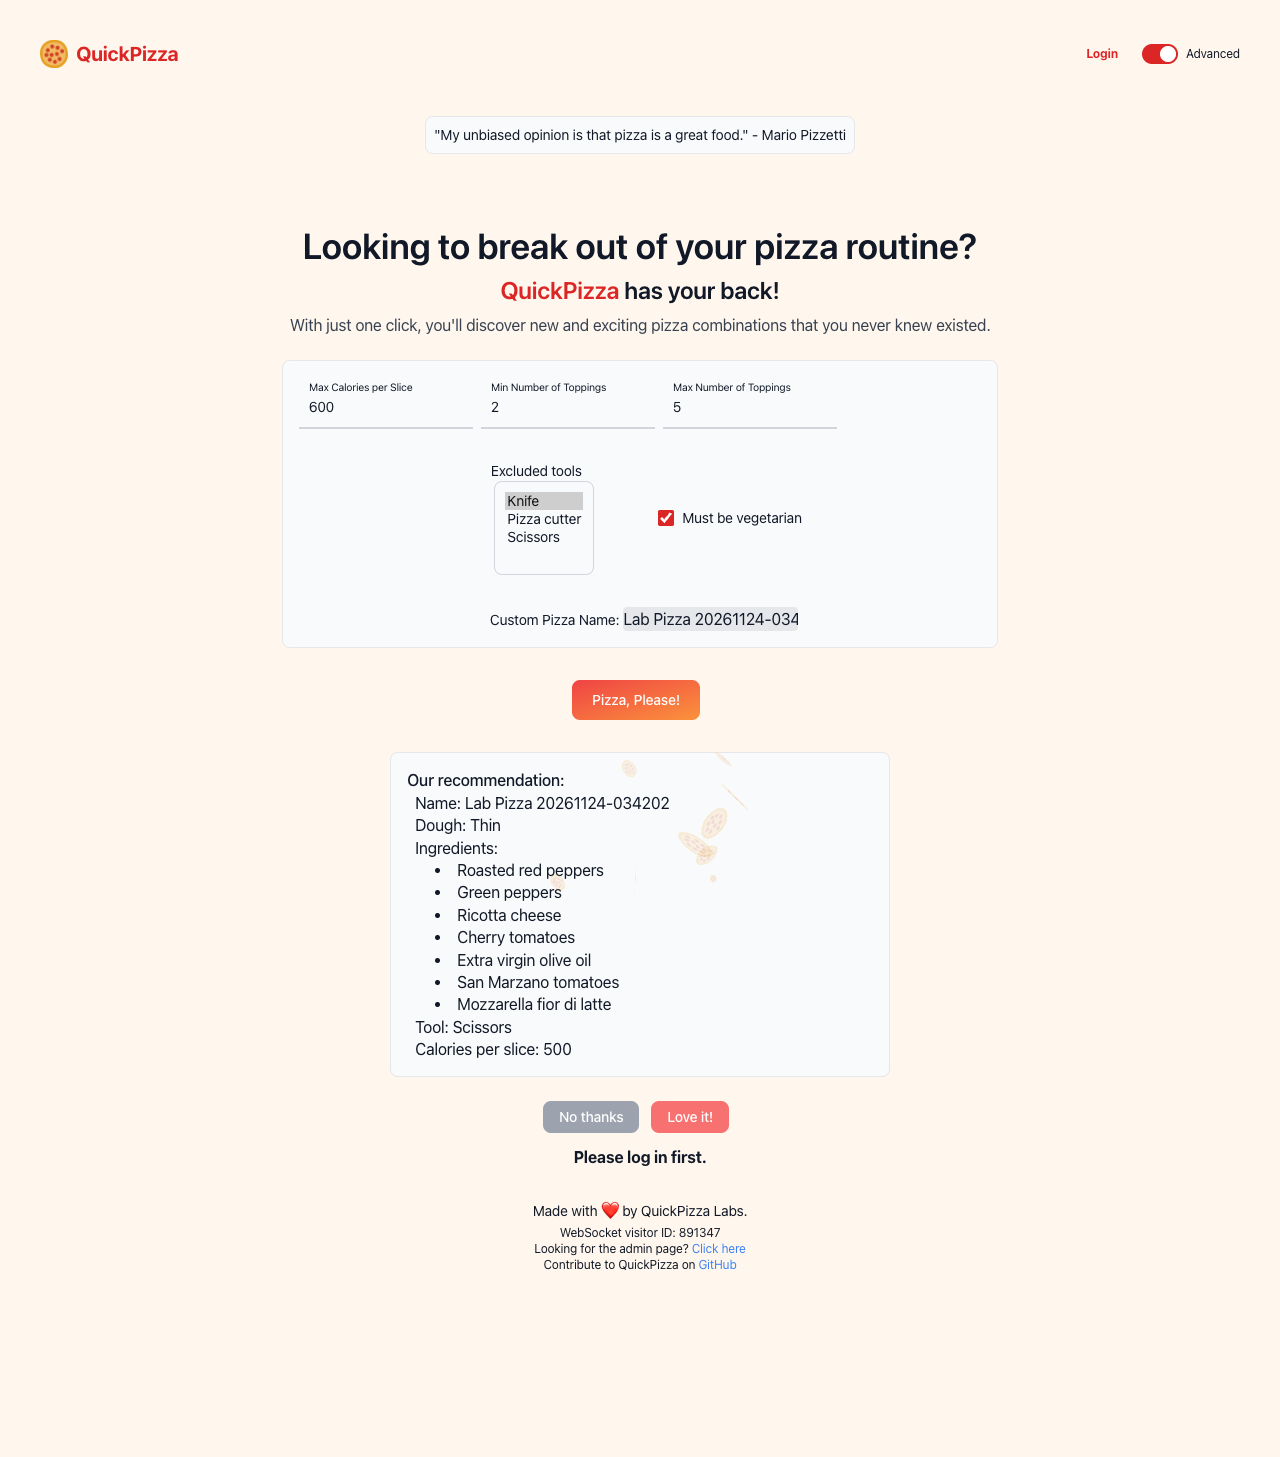 QuickPizza
Login
Advanced
"My unbiased opinion is that pizza is a great food." - Mario Pizzetti
Looking to break out of your pizza routine?
QuickPizza has your back!
With just one click, you'll discover new and exciting pizza combinations that you never knew existed.
Max Calories per Slice
600
Min Number of Toppings
2
Max Number of Toppings
5
Excluded tools
Knife
Pizza cutter
Scissors
Must be vegetarian
Custom Pizza Name: Lab Pizza 20261124-034
Pizza, Please!
Our recommendation:
Name: Lab Pizza 20261124-034202
Dough: Thin
Ingredients:
• Roasted red peppers
• Green peppers
• Ricotta cheese
• Cherry tomatoes
• Extra virgin olive oil
• San Marzano tomatoes
• Mozzarella fior di latte
Tool: Scissors
Calories per slice: 500
No thanks
Love it!
Please log in first.
Made with ❤️ by QuickPizza Labs.
WebSocket visitor ID: 891347
Looking for the admin page? Click here
Contribute to QuickPizza on GitHub